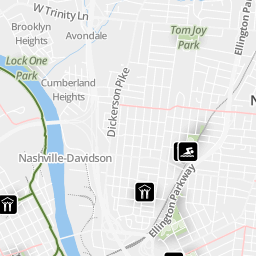 W Trinity Ln
Brooklyn
Heights
Avondale
Tom Joy
Park
Ellington Parkway
Lock One
Park
Cumberland
Heights
Dickerson Pike
N
Nashville-Davidson
Ellington Parkway